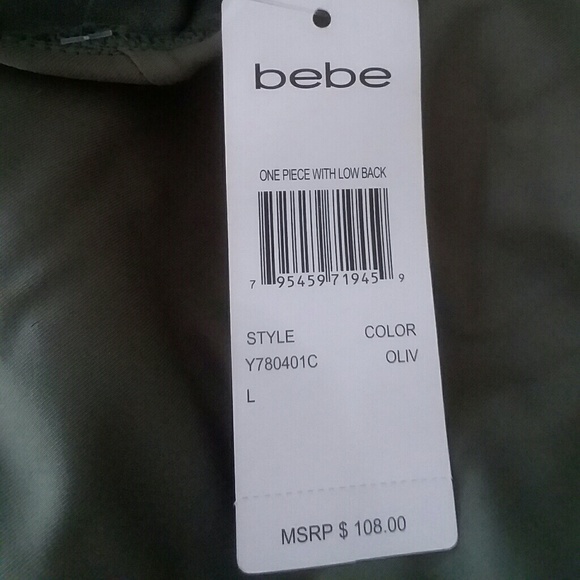 bebe
ONE PIECE WITH LOW BACK
7 95459 71945 9
STYLE COLOR
Y780401C OLIV
L
MSRP $ 108.00